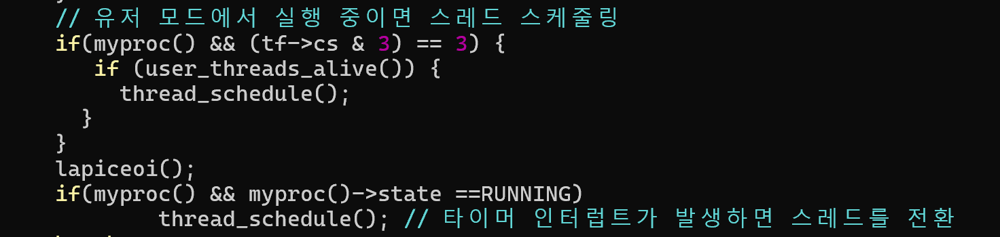 // 유저 모드에서 실행 중이면 스레드 스케줄링
if(myproc() && (tf->cs & 3) == 3) {
if (user_threads_alive()) {
thread_schedule();
}
}
lapiceoi();
if(myproc() && myproc()->state ==RUNNING)
thread_schedule(); // 타이머 인터럽트가 발생하면 스레드를 전환